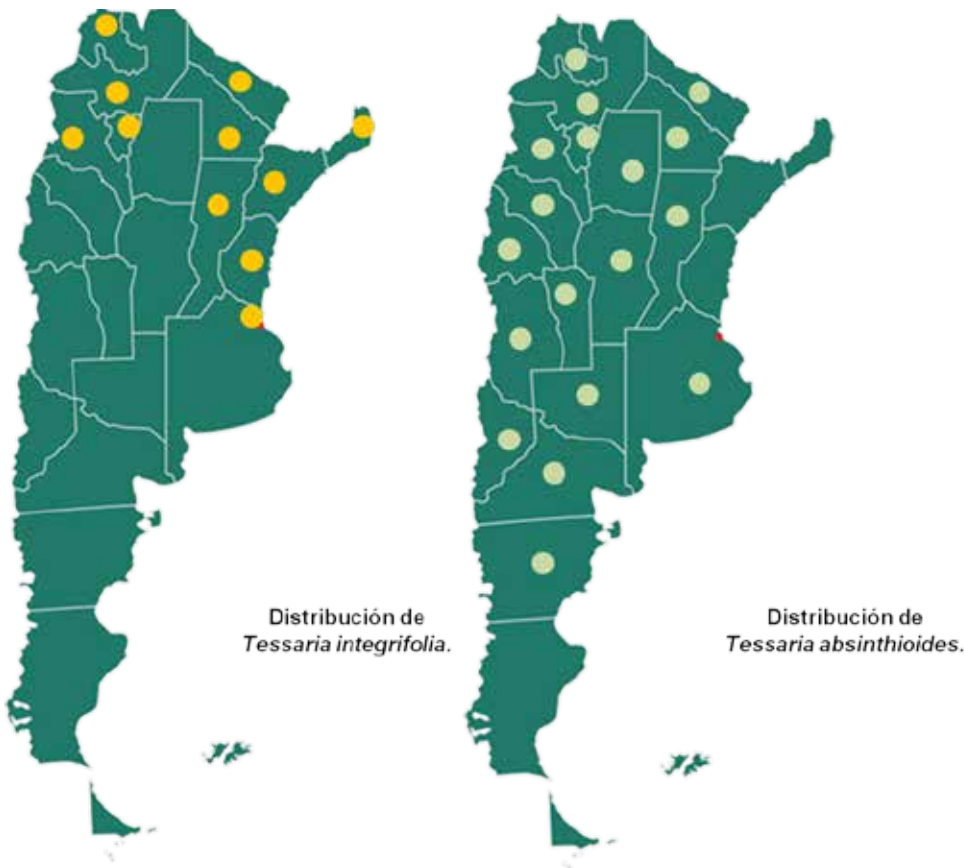 Distribución de
Tessaria integrifolia.
Distribución de
Tessaria absinthioides.